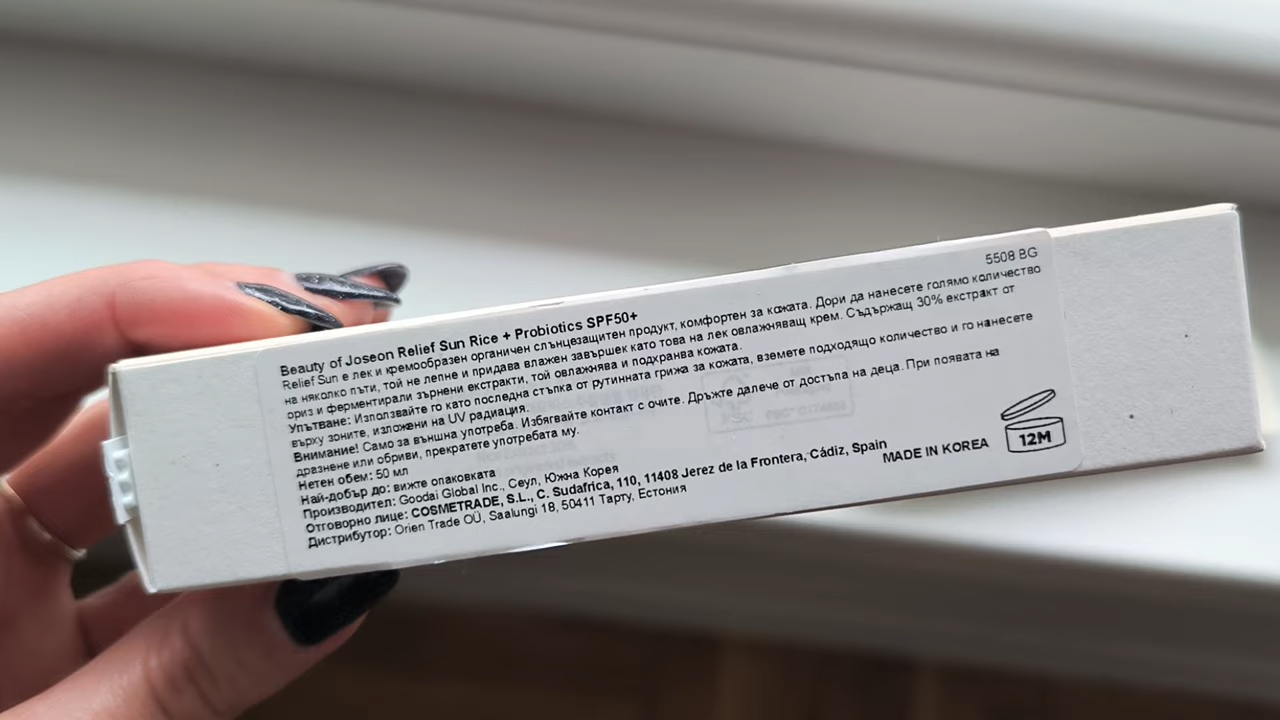 5508 BG
Beauty of Joseon Relief Sun Rice + Probiotics SPF50+
Relief Sun е лек и кремообразен органичен слънцезащитен продукт, комфортен за кожата. Дори да нанесете голямо количество
на няколко пъти, той не лепне и придава влажен завършек като това на лек овлажняващ крем. Съдържащ 30% екстракт от
ориз и ферментирали зърнени екстракти, той овлажнява и подхранва кожата.
Упътване: Използвайте го като последна стъпка от рутинната грижа за кожата, вземете подходящо количество и го нанесете
върху зоните, изложени на UV радиация.
Внимание! Само за външна употреба. Избягвайте контакт с очите. Дръжте далече от достъпа на деца. При появата на
дразнене или обриви, прекратете употребата му.
Нетен обем: 50 мл
Най-добър до: вижте опаковката
Производител: Goodai Global Inc., Сеул, Южна Корея
Отговорно лице: COSMETRADE, S.L., C. Sudafrica, 110, 11408 Jerez de la Frontera, Cádiz, Spain
Дистрибутор: Orien Trade OÜ, Saalungi 18, 50411 Тарту, Естония
MADE IN KOREA
12M